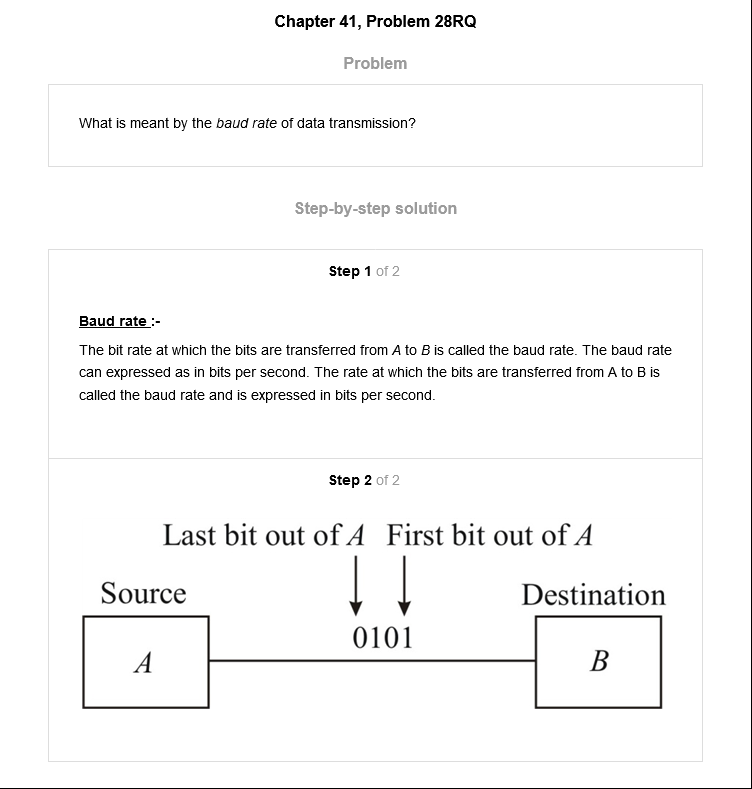 Chapter 41, Problem 28RQ
Problem
What is meant by the baud rate of data transmission?
Step-by-step solution
Step 1 of 2
Baud rate :-
The bit rate at which the bits are transferred from A to B is called the baud rate. The baud rate
can expressed as in bits per second. The rate at which the bits are transferred from A to B is
called the baud rate and is expressed in bits per second.
Step 2 of 2
Last bit out of A First bit out of A
Source
Destination
0101
A
B